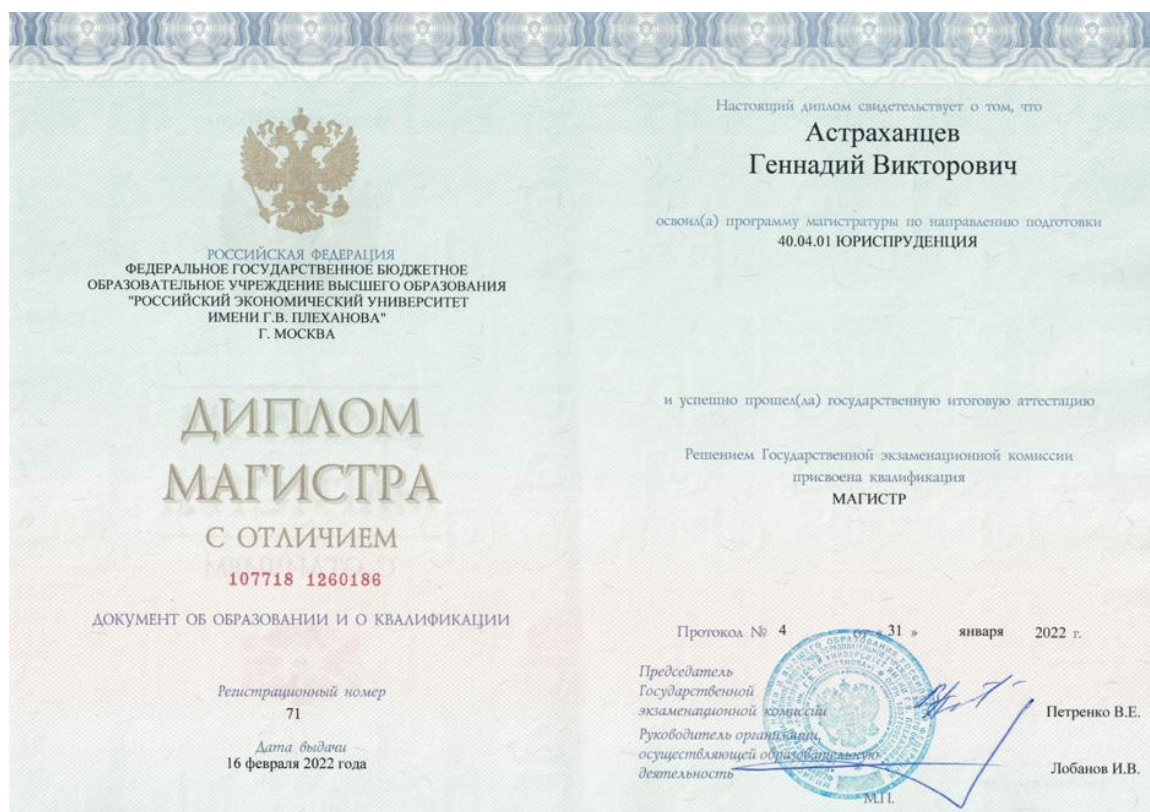 РОССИЙСКАЯ ФЕДЕРАЦИЯ
ФЕДЕРАЛЬНОЕ ГОСУДАРСТВЕННОЕ БЮДЖЕТНОЕ
ОБРАЗОВАТЕЛЬНОЕ УЧРЕЖДЕНИЕ ВЫСШЕГО ОБРАЗОВАНИЯ
"РОССИЙСКИЙ ЭКОНОМИЧЕСКИЙ УНИВЕРСИТЕТ
ИМЕНИ Г.В. ПЛЕХАНОВА"
Г. МОСКВА
ДИПЛОМ
МАГИСТРА
С ОТЛИЧИЕМ
107718 1260186
ДОКУМЕНТ ОБ ОБРАЗОВАНИИ И О КВАЛИФИКАЦИИ
Регистрационный номер
71
Дата выдачи
16 февраля 2022 года
Настоящий диплом свидетельствует о том, что
Астраханцев
Геннадий Викторович
освоил(а) программу магистратуры по направлению подготовки
40.04.01 ЮРИСПРУДЕНЦИЯ
и успешно прошел(ла) государственную итоговую аттестацию
Решением Государственной экзаменационной комиссии
присвоена квалификация
МАГИСТР
Протокол № 4 от « 31 » января 2022 г.
Председатель
Государственной
экзаменационной комиссии
Петренко В.Е.
Руководитель организации,
осуществляющей образовательную
деятельность
Лобанов И.В.
М.П.